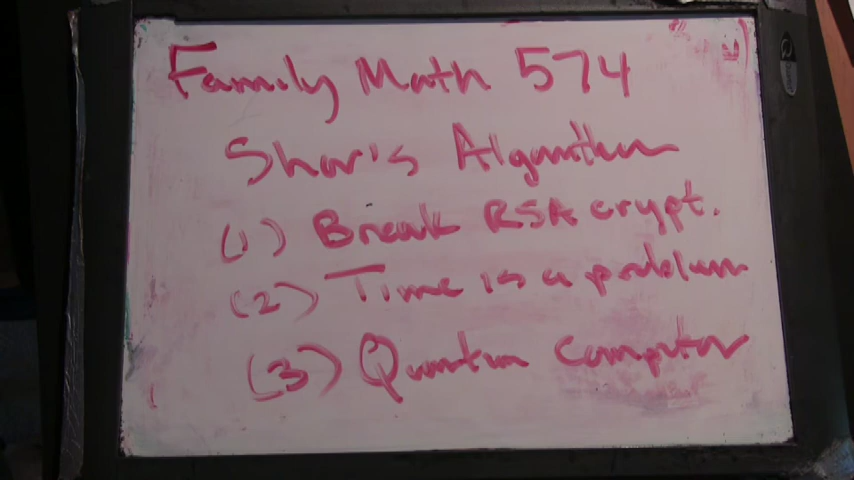 Family Math 574
Shor's Algorithm
(1) Break RSA crypt.
(2) Time is a problem
(3) Quantum Computer